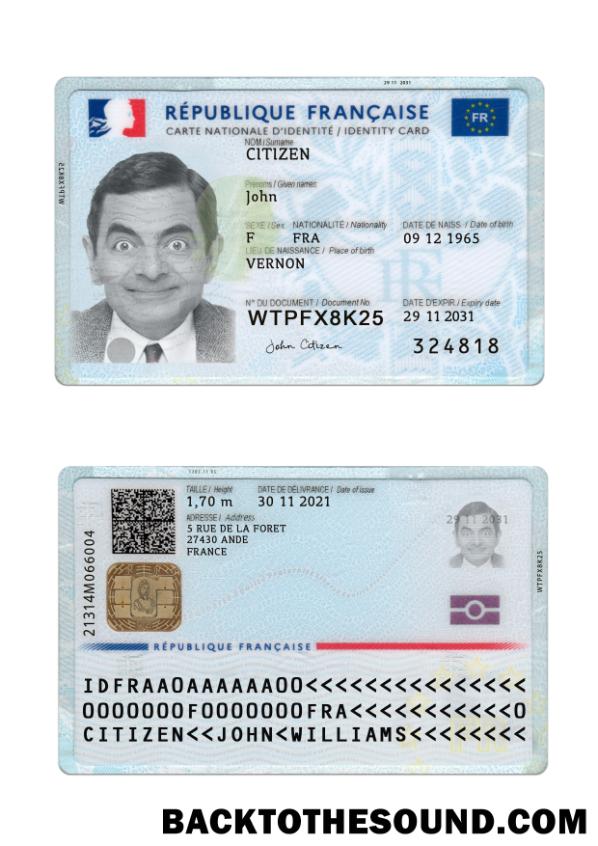 29 11 2031
RÉPUBLIQUE FRANÇAISE
FR
CARTE NATIONALE D'IDENTITÉ / IDENTITY CARD
NOM / Surname
CITIZEN
WTPFX8K25
Prénoms / Given names
John
SEXE / Sex NATIONALITÉ / Nationality DATE DE NAISS. / Date of birth
F FRA 09 12 1965
LIEU DE NAISSANCE / Place of birth
VERNON
N° DU DOCUMENT / Document No DATE D'EXPIR. / Expiry date
WTPFX8K25 29 11 2031
John Citizen 324818
TAILLE / Height DATE DE DÉLIVRANCE / Date of issue
1,70 m 30 11 2021
ADRESSE / Address
5 RUE DE LA FORET
27430 ANDE
FRANCE
29 11 2031
21314M066004
WTPFX8K25
RÉPUBLIQUE FRANÇAISE
IDFRAA0AAAAAA00<<<<<<<<<<<<<<<
0000000F0000000FRA<<<<<<<<<<<0
CITIZEN<<JOHN<WILLIAMS<<<<<<<<
BACKTOTHESOUND.COM